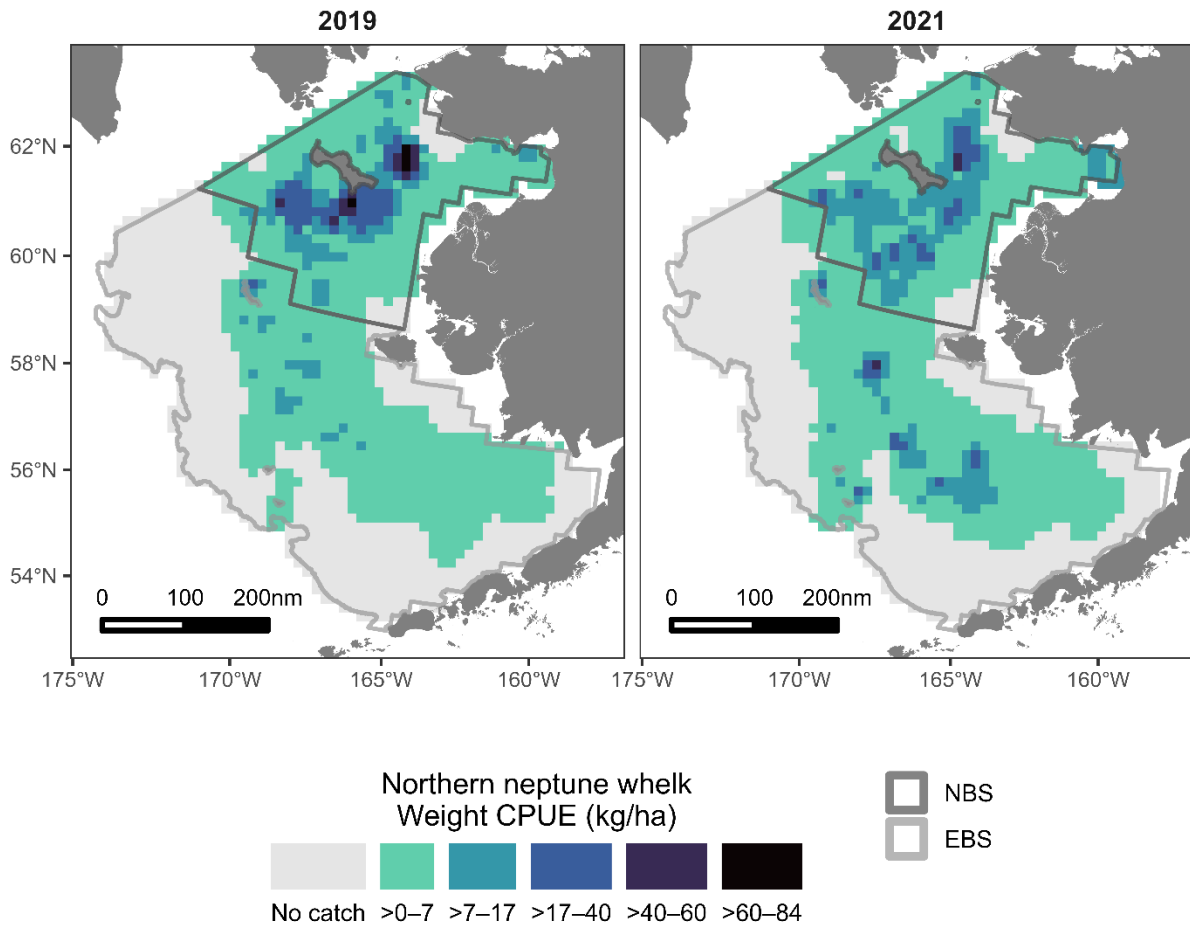 2019
2021
62°N
60°N
58°N
56°N
54°N
0 100 200nm
0 100 200nm
175°W 170°W 165°W 160°W
175°W 170°W 165°W 160°W
Northern neptune whelk
Weight CPUE (kg/ha)
No catch >0–7 >7–17 >17–40 >40–60 >60–84
NBS
EBS